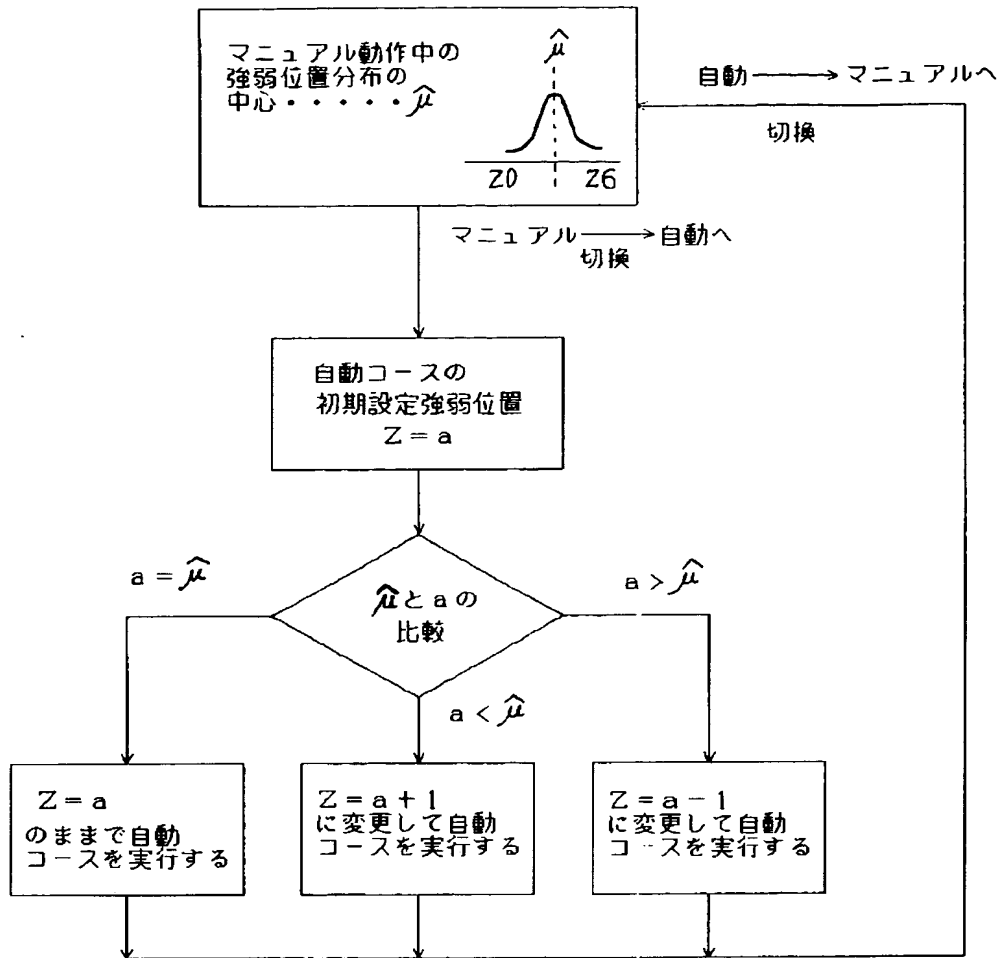 マニュアル動作中の
強弱位置分布の
中心・・・・・μ̂
μ̂
Z0 Z6
自動→マニュアルへ
切換
マニュアル→自動へ
切換
自動コースの
初期設定強弱位置
Z=a
a=μ̂
μ̂とaの
比較
a>μ̂
a<μ̂
Z=a
のままで自動
コースを実行する
Z=a+1
に変更して自動
コースを実行する
Z=a-1
に変更して自動
コースを実行する